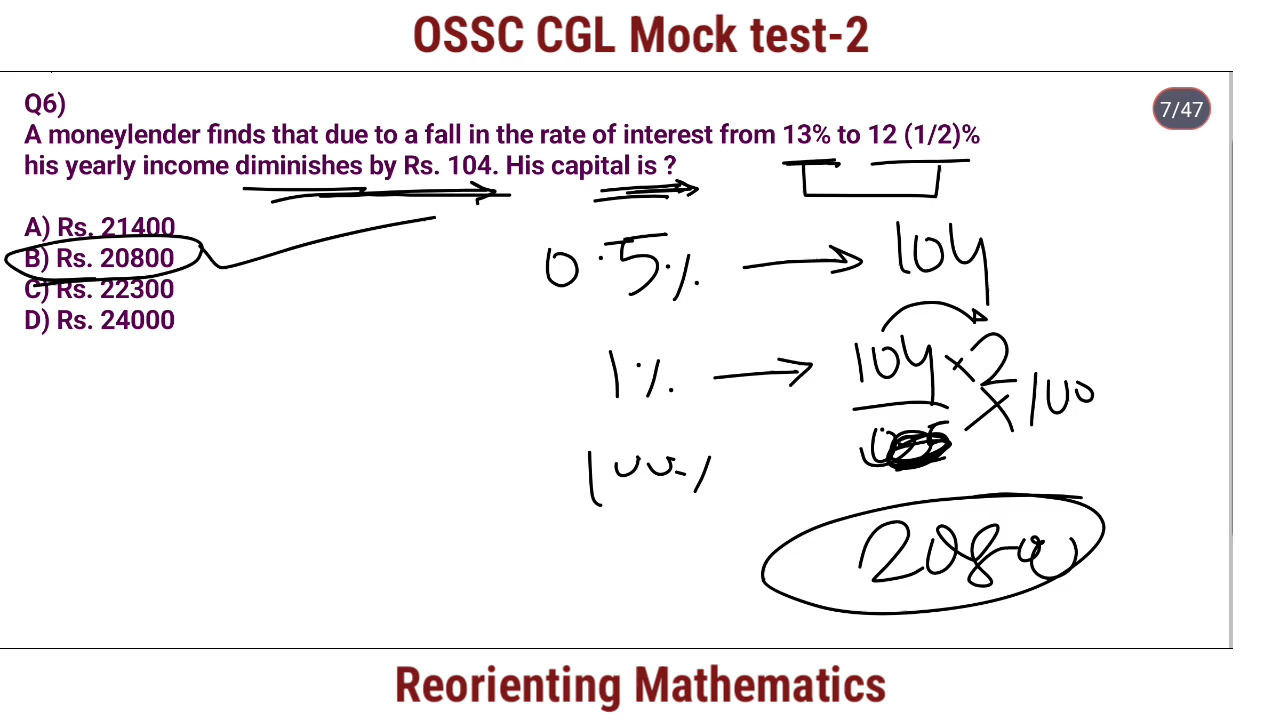 OSSC CGL Mock test-2
Q6)
7/47
A moneylender finds that due to a fall in the rate of interest from 13% to 12 (1/2)%
his yearly income diminishes by Rs. 104. His capital is ?
A) Rs. 21400
B) Rs. 20800
C) Rs. 22300
D) Rs. 24000
0.5% → 104
1% → 104 × 2
× 100
100%
20800
Reorienting Mathematics